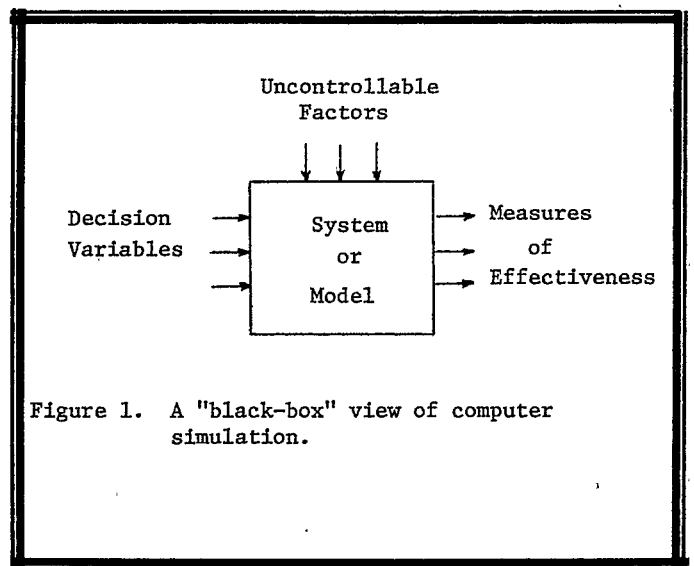 Uncontrollable
Factors
Decision
Variables
System
or
Model
Measures
of
Effectiveness
Figure 1. A "black-box" view of computer
simulation.